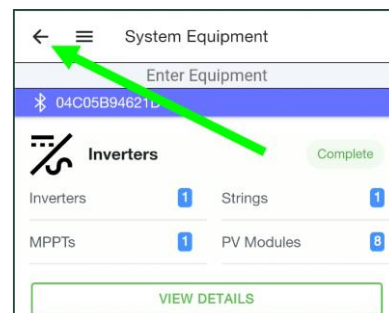 System Equipment
Enter Equipment
04C05B94621D
Inverters
Complete
Inverters 1 Strings 1
MPPTs 1 PV Modules 8
VIEW DETAILS